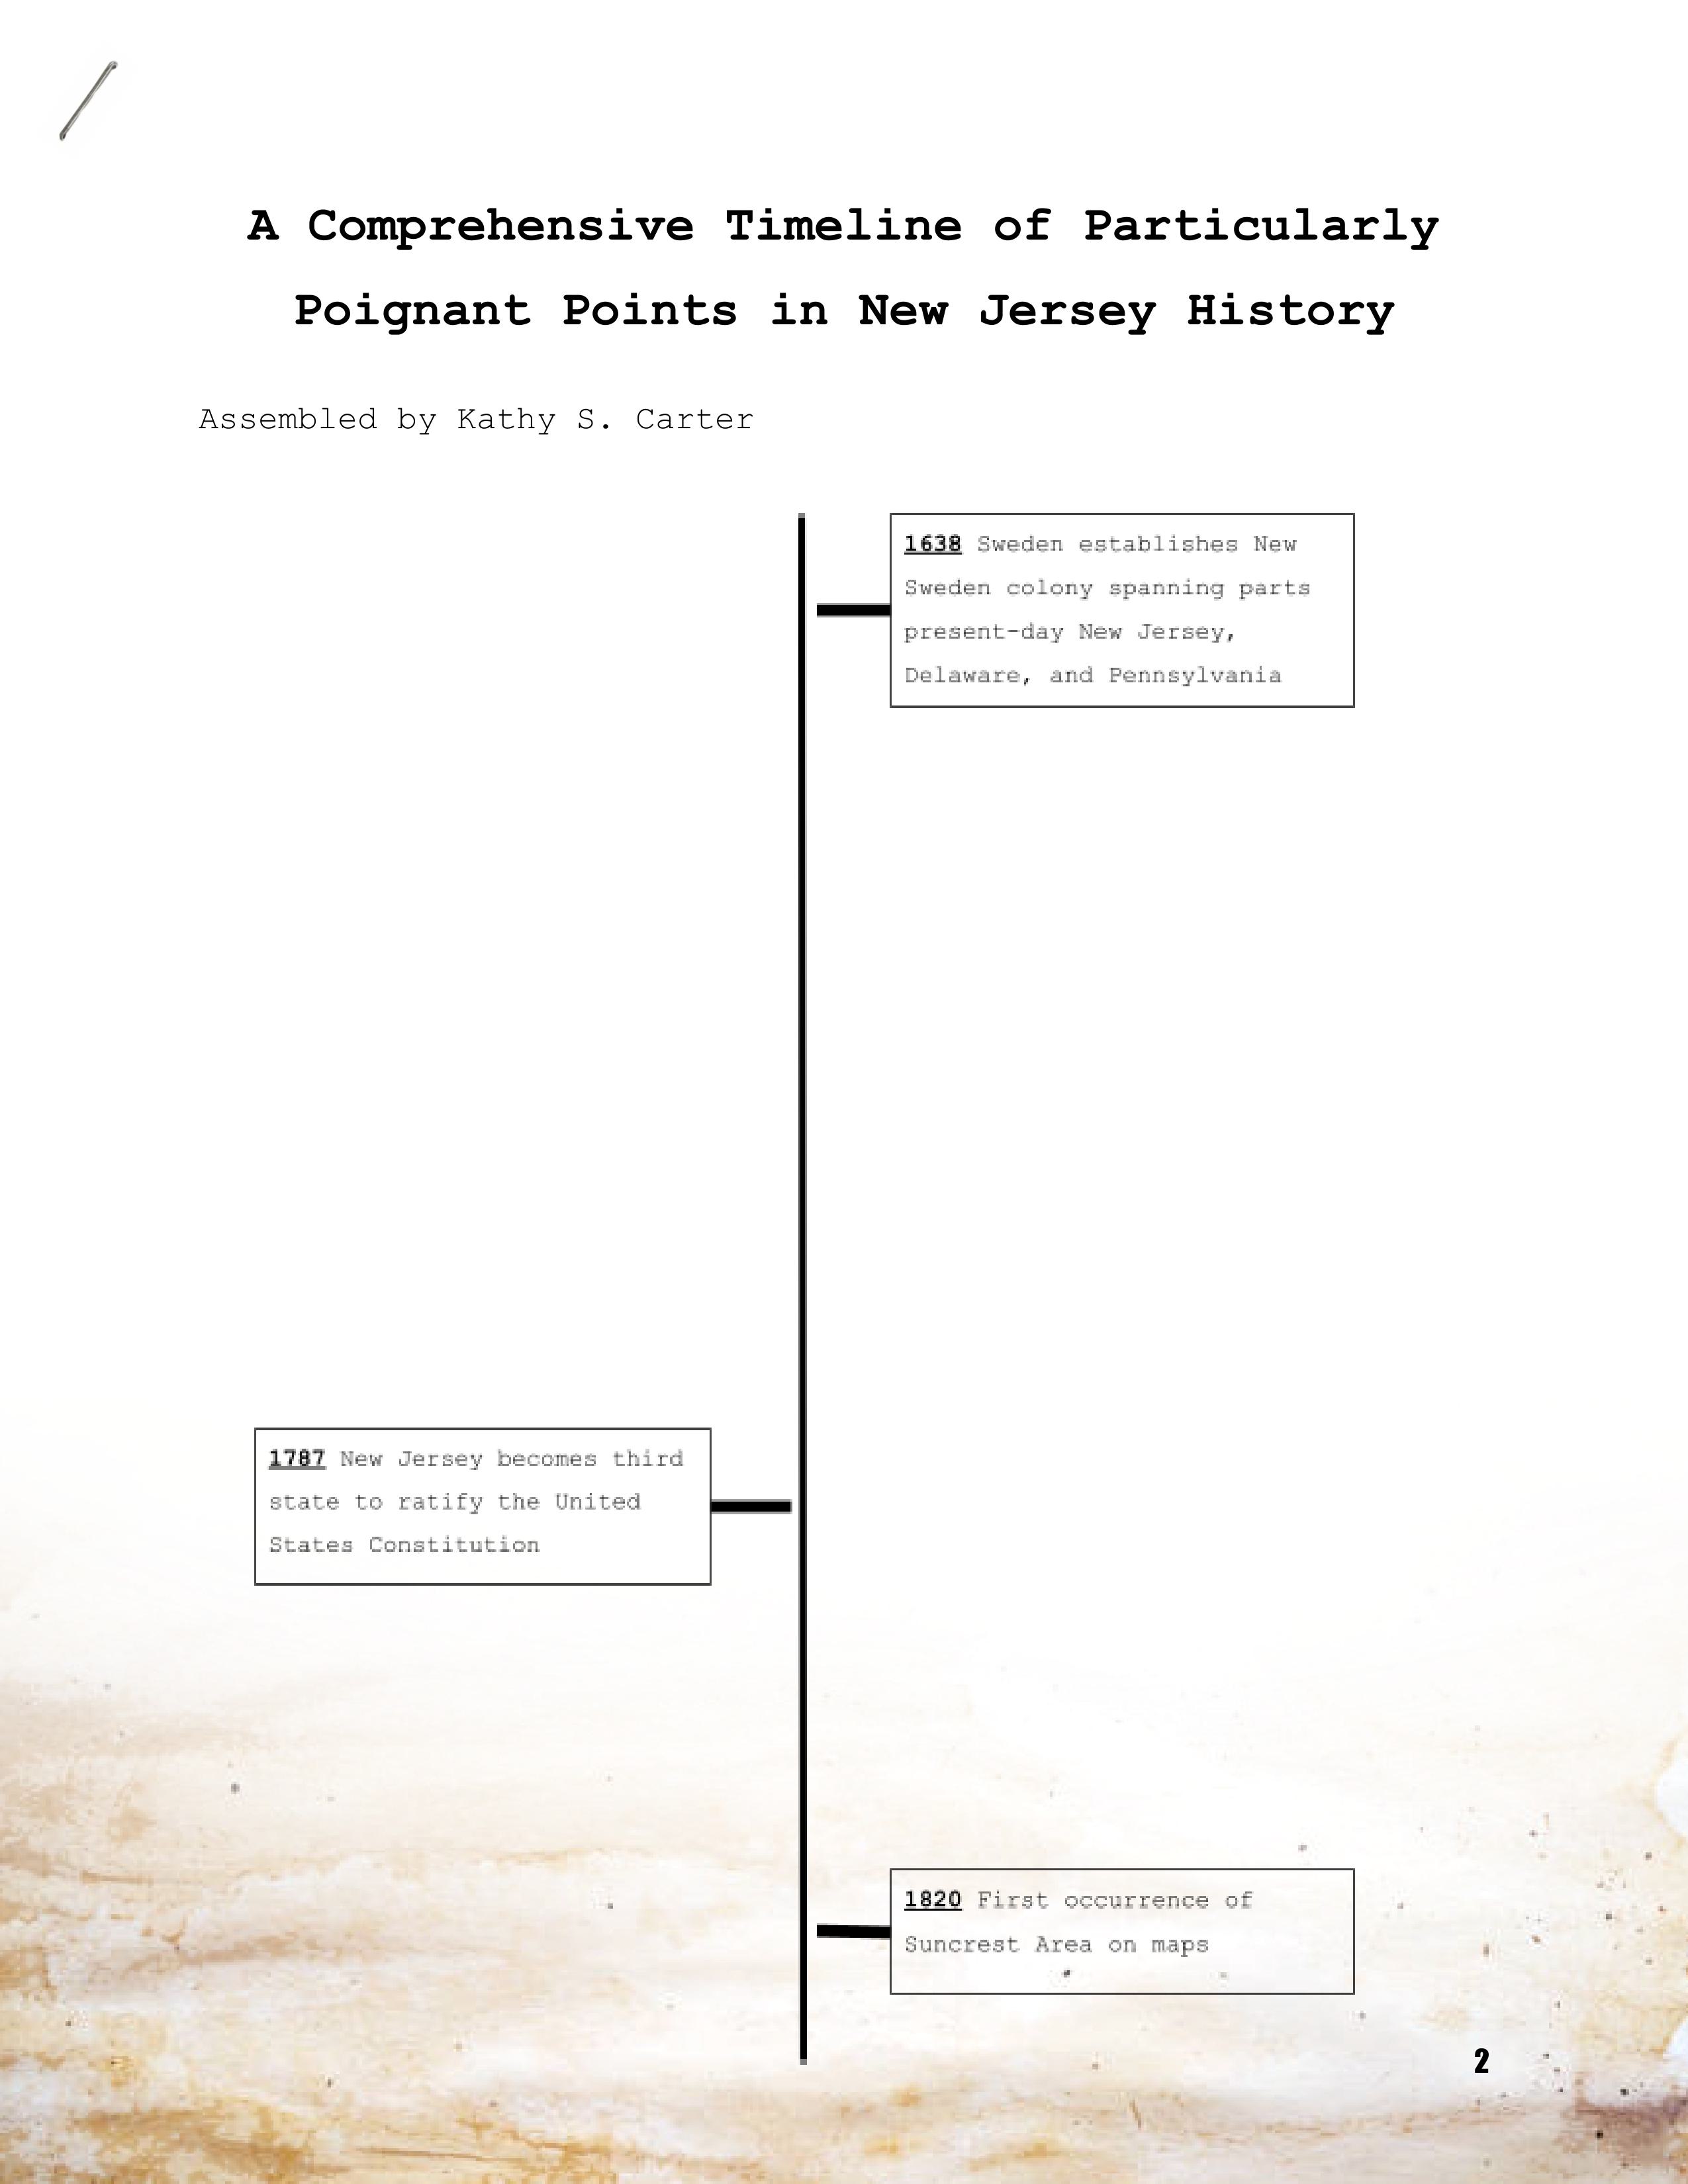 A Comprehensive Timeline of Particularly
Poignant Points in New Jersey History
Assembled by Kathy S. Carter
1638 Sweden establishes New
Sweden colony spanning parts
present-day New Jersey,
Delaware, and Pennsylvania
1787 New Jersey becomes third
state to ratify the United
States Constitution
1820 First occurrence of
Suncrest Area on maps
2